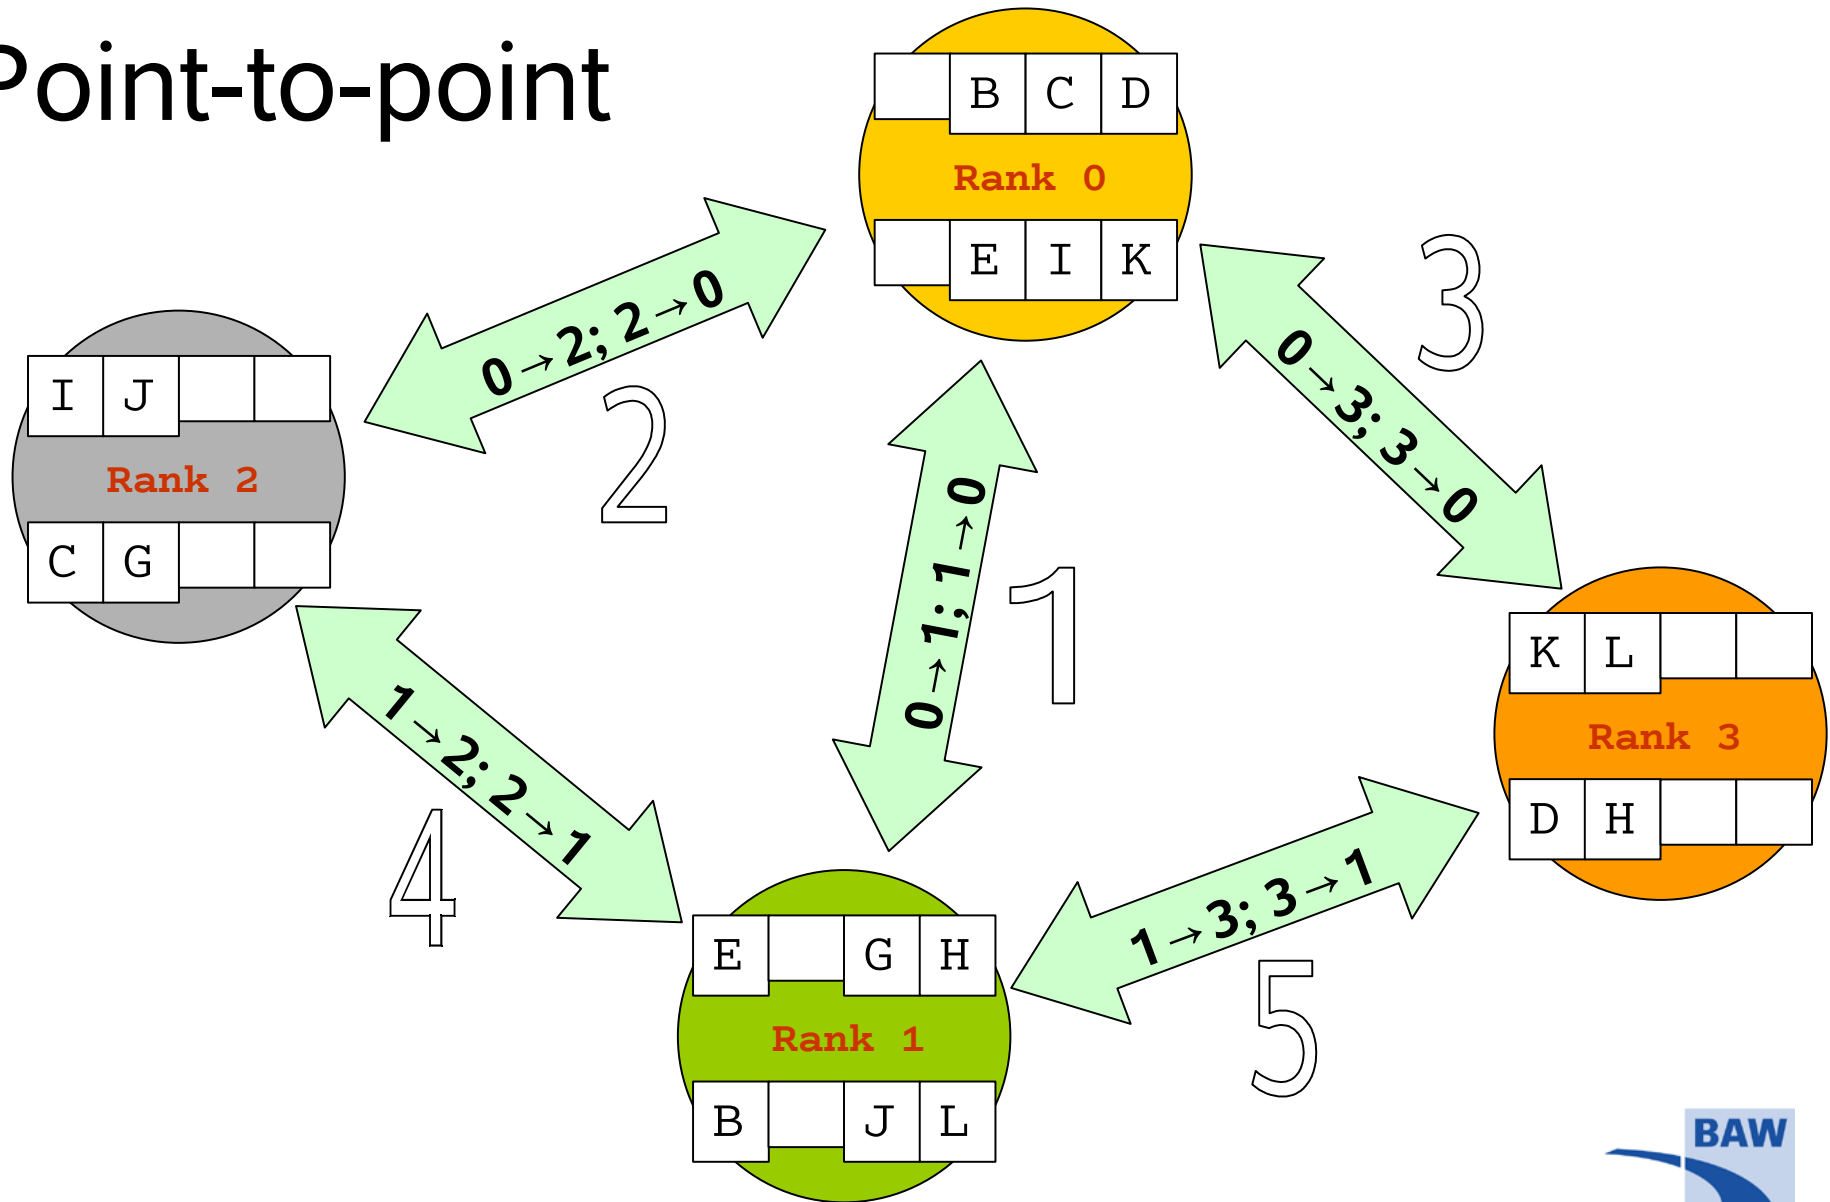 Point-to-point
B C D
Rank 0
E I K
0→2; 2→0
2
3
0→3; 3→0
I J
Rank 2
C G
0→1; 1→0
1
K L
Rank 3
D H
1→2; 2→1
4
1→3; 3→1
5
E G H
Rank 1
B J L
BAW